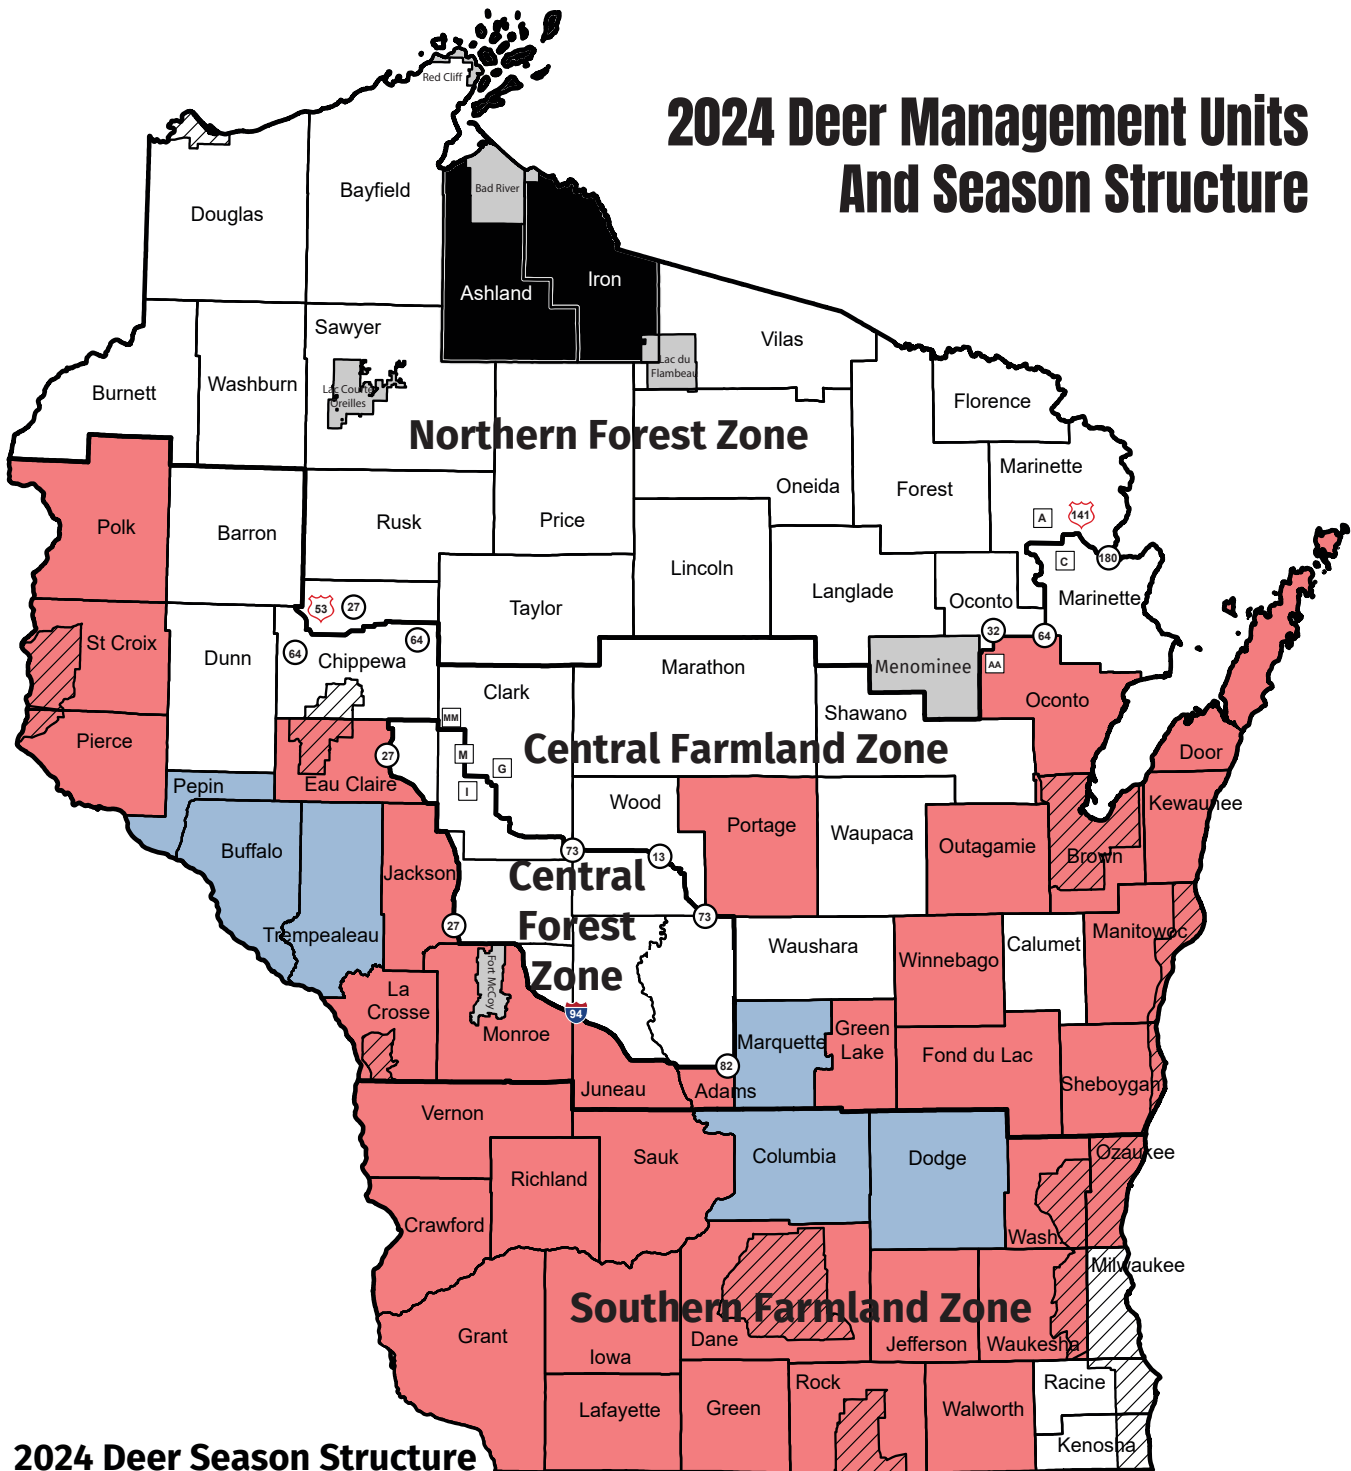 2024 Deer Management Units
And Season Structure
Red Cliff
Bad River
Bayfield
Douglas
Iron
Ashland
Sawyer
Vilas
Lac du
Flambeau
Burnett
Washburn
Lac Courte
Oreilles
Florence
Northern Forest Zone
Marinette
Oneida
Forest
Polk
Barron
Rusk
Price
A
141
C
180
Lincoln
Langlade
Oconto
Marinette
53
27
Taylor
32
64
St Croix
Dunn
64
64
Chippewa
Marathon
Menominee
AA
Clark
Oconto
MM
Shawano
Pierce
27
M
G
I
Central Farmland Zone
Door
Pepin
Eau Claire
Wood
Portage
Waupaca
Kewaunee
Buffalo
73
13
Outagamie
Brown
Jackson
Central
Forest
Zone
27
73
Trempealeau
Waushara
Calumet
Manitowoc
Winnebago
Fort McCoy
La
Crosse
94
Monroe
Marquette
Green
Lake
Fond du Lac
82
Juneau
Adams
Sheboygan
Vernon
Sauk
Columbia
Dodge
Ozaukee
Richland
Crawford
Wash.
Milwaukee
Southern Farmland Zone
Grant
Iowa
Dane
Jefferson
Waukesha
Rock
Racine
Lafayette
Green
Walworth
Kenosha
2024 Deer Season Structure